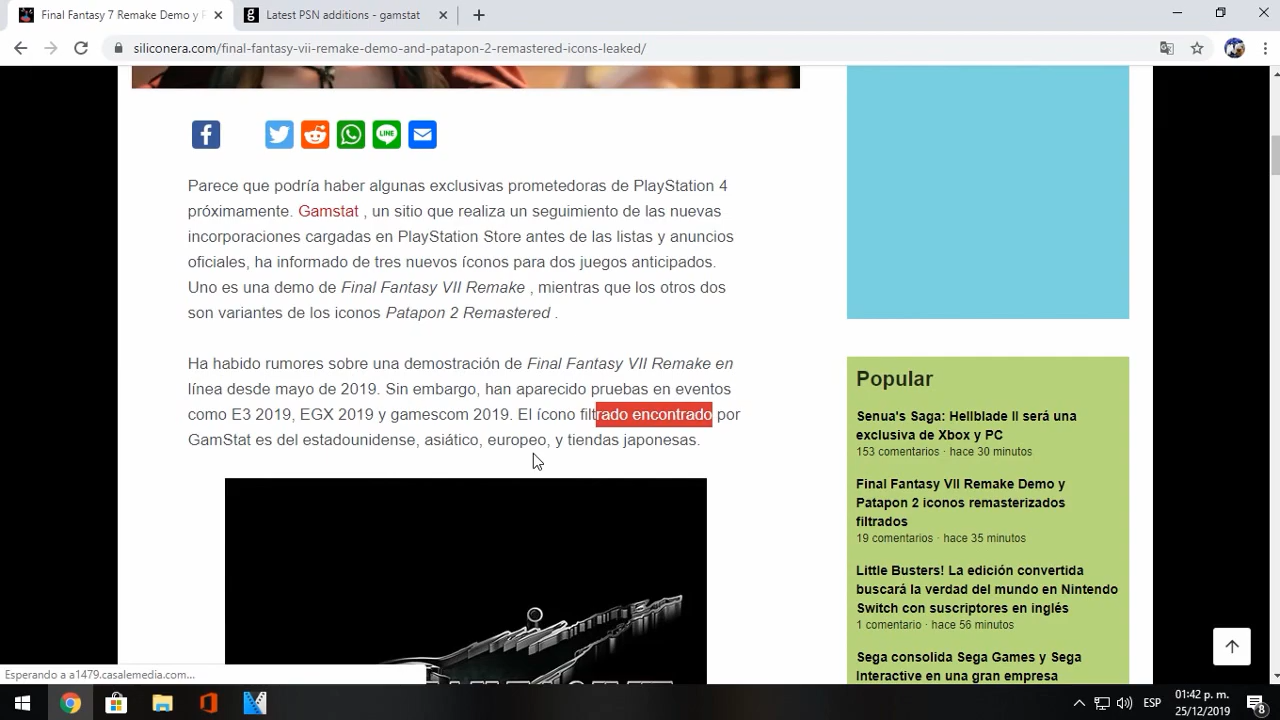 Final Fantasy 7 Remake Demo y P
Latest PSN additions - gamstat
siliconera.com/final-fantasy-vii-remake-demo-and-patapon-2-remastered-icons-leaked/
LINE
Parece que podría haber algunas exclusivas prometedoras de PlayStation 4
próximamente. Gamstat , un sitio que realiza un seguimiento de las nuevas
incorporaciones cargadas en PlayStation Store antes de las listas y anuncios
oficiales, ha informado de tres nuevos íconos para dos juegos anticipados.
Uno es una demo de Final Fantasy VII Remake , mientras que los otros dos
son variantes de los iconos Patapon 2 Remastered .
Ha habido rumores sobre una demostración de Final Fantasy VII Remake en
línea desde mayo de 2019. Sin embargo, han aparecido pruebas en eventos
como E3 2019, EGX 2019 y gamescom 2019. El ícono filtrado encontrado por
GamStat es del estadounidense, asiático, europeo, y tiendas japonesas.
Popular
Senua's Saga: Hellblade II será una
exclusiva de Xbox y PC
153 comentarios · hace 30 minutos
Final Fantasy VII Remake Demo y
Patapon 2 iconos remasterizados
filtrados
19 comentarios · hace 35 minutos
Little Busters! La edición convertida
buscará la verdad del mundo en Nintendo
Switch con suscriptores en inglés
1 comentario · hace 56 minutos
Sega consolida Sega Games y Sega
Interactive en una gran empresa
Esperando a a1479.casalemedia.com...
ESP
01:42 p. m.
25/12/2019
8